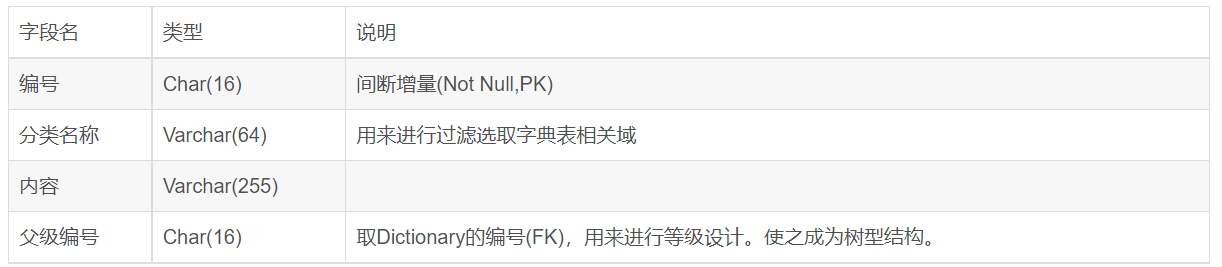 字段名 类型 说明
编号 Char(16) 间断增量(Not Null,PK)
分类名称 Varchar(64) 用来进行过滤选取字典表相关域
内容 Varchar(255)
父级编号 Char(16) 取Dictionary的编号(FK)，用来进行等级设计。使之成为树型结构。